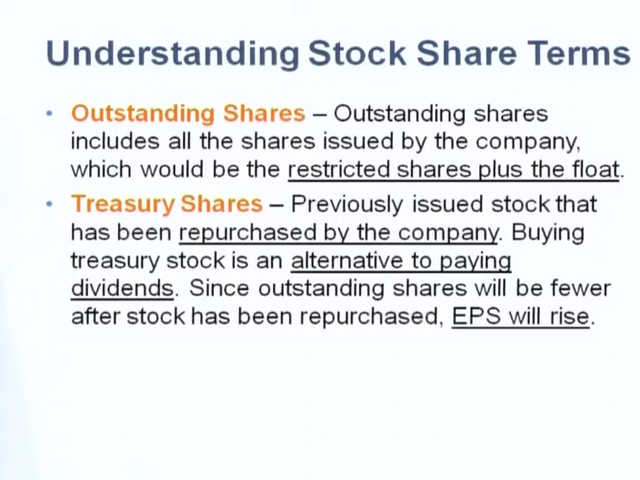 Understanding Stock Share Terms
• Outstanding Shares – Outstanding shares
includes all the shares issued by the company,
which would be the restricted shares plus the float.
• Treasury Shares – Previously issued stock that
has been repurchased by the company. Buying
treasury stock is an alternative to paying
dividends. Since outstanding shares will be fewer
after stock has been repurchased, EPS will rise.